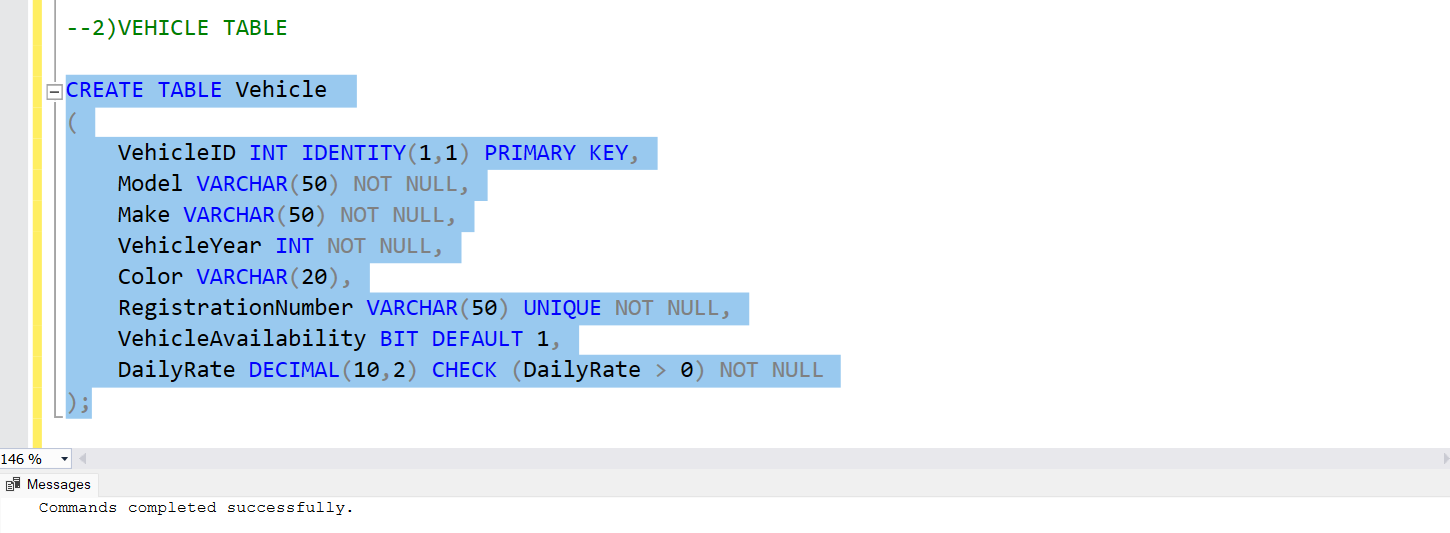 --2)VEHICLE TABLE
CREATE TABLE Vehicle
(
VehicleID INT IDENTITY(1,1) PRIMARY KEY,
Model VARCHAR(50) NOT NULL,
Make VARCHAR(50) NOT NULL,
VehicleYear INT NOT NULL,
Color VARCHAR(20),
RegistrationNumber VARCHAR(50) UNIQUE NOT NULL,
VehicleAvailability BIT DEFAULT 1,
DailyRate DECIMAL(10,2) CHECK (DailyRate > 0) NOT NULL
);
146 %
Messages
Commands completed successfully.